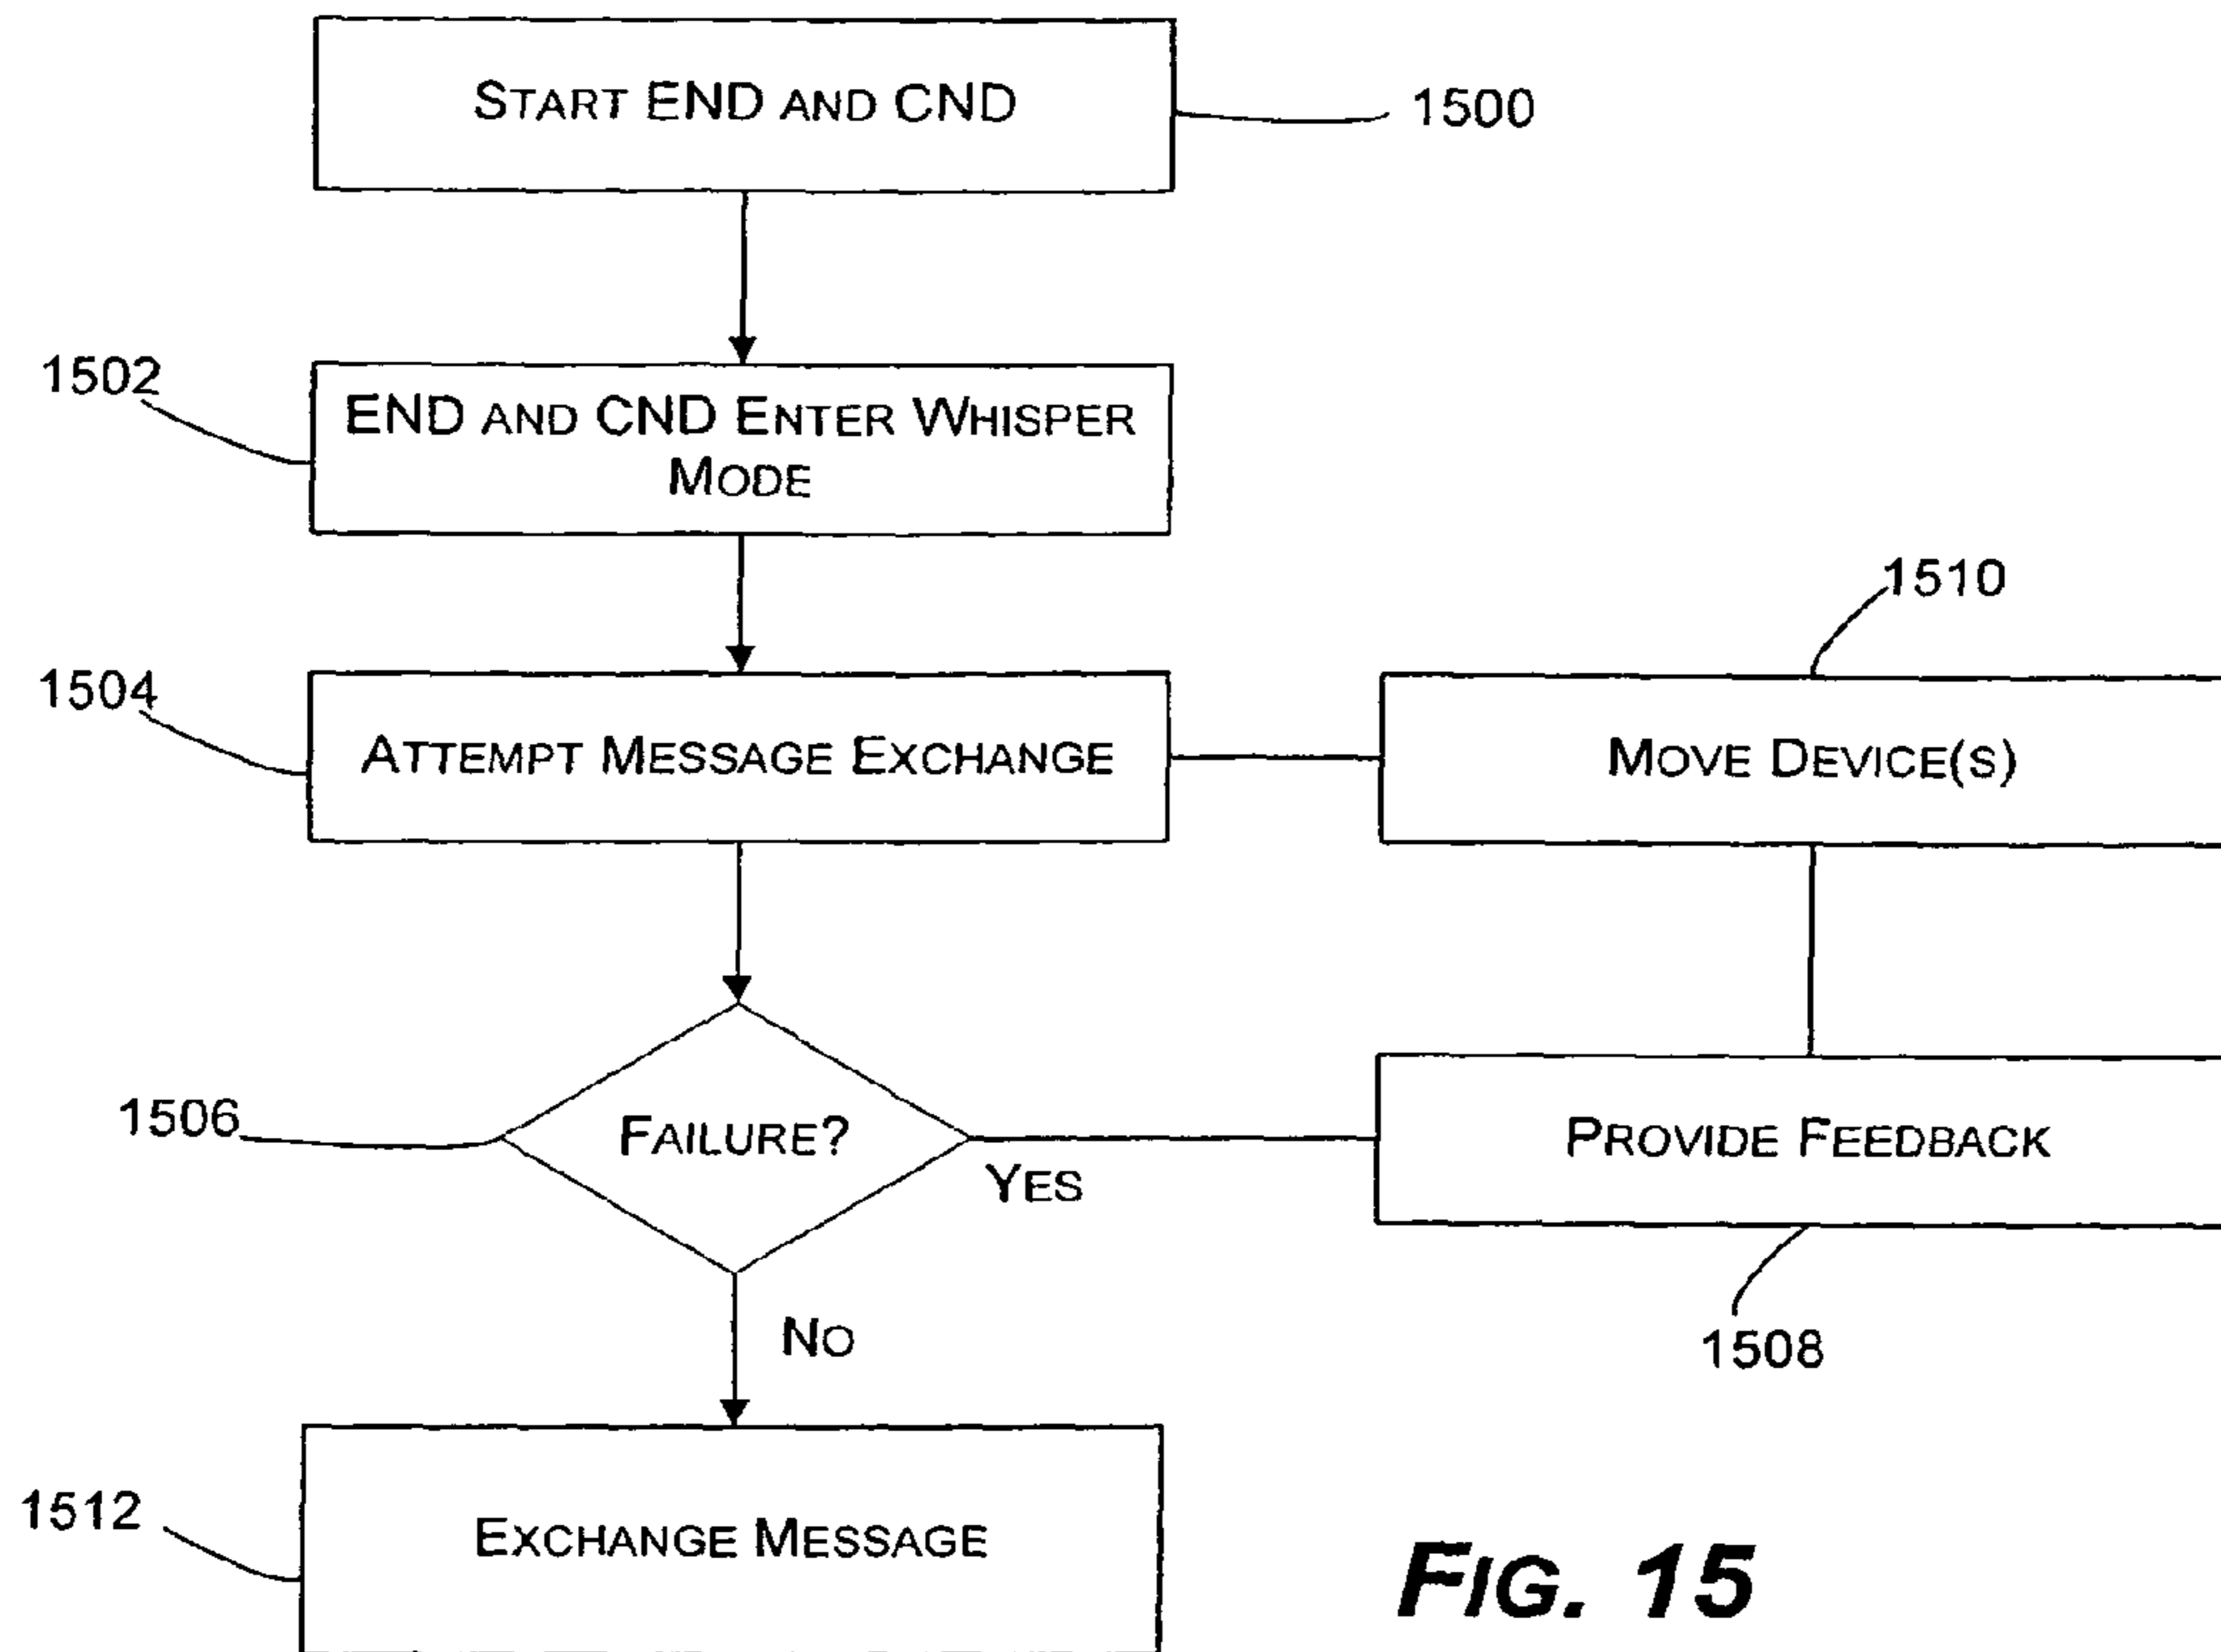 START END AND CND
1500
1502
END AND CND ENTER WHISPER
MODE
1510
1504
ATTEMPT MESSAGE EXCHANGE
MOVE DEVICE(S)
1506
FAILURE?
YES
PROVIDE FEEDBACK
1508
NO
1512
EXCHANGE MESSAGE
FIG. 15